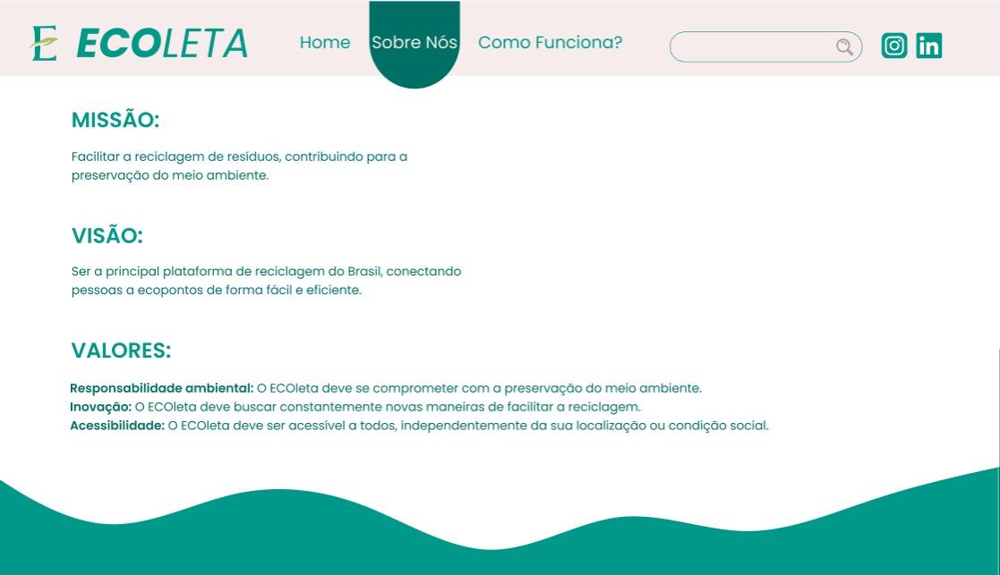 E ECOLETA
Home
Sobre Nós
Como Funciona?
in
MISSÃO:
Facilitar a reciclagem de resíduos, contribuindo para a
preservação do meio ambiente.
VISÃO:
Ser a principal plataforma de reciclagem do Brasil, conectando
pessoas a ecopontos de forma fácil e eficiente.
VALORES:
Responsabilidade ambiental: O ECOleta deve se comprometer com a preservação do meio ambiente.
Inovação: O ECOleta deve buscar constantemente novas maneiras de facilitar a reciclagem.
Acessibilidade: O ECOleta deve ser acessível a todos, independentemente da sua localização ou condição social.